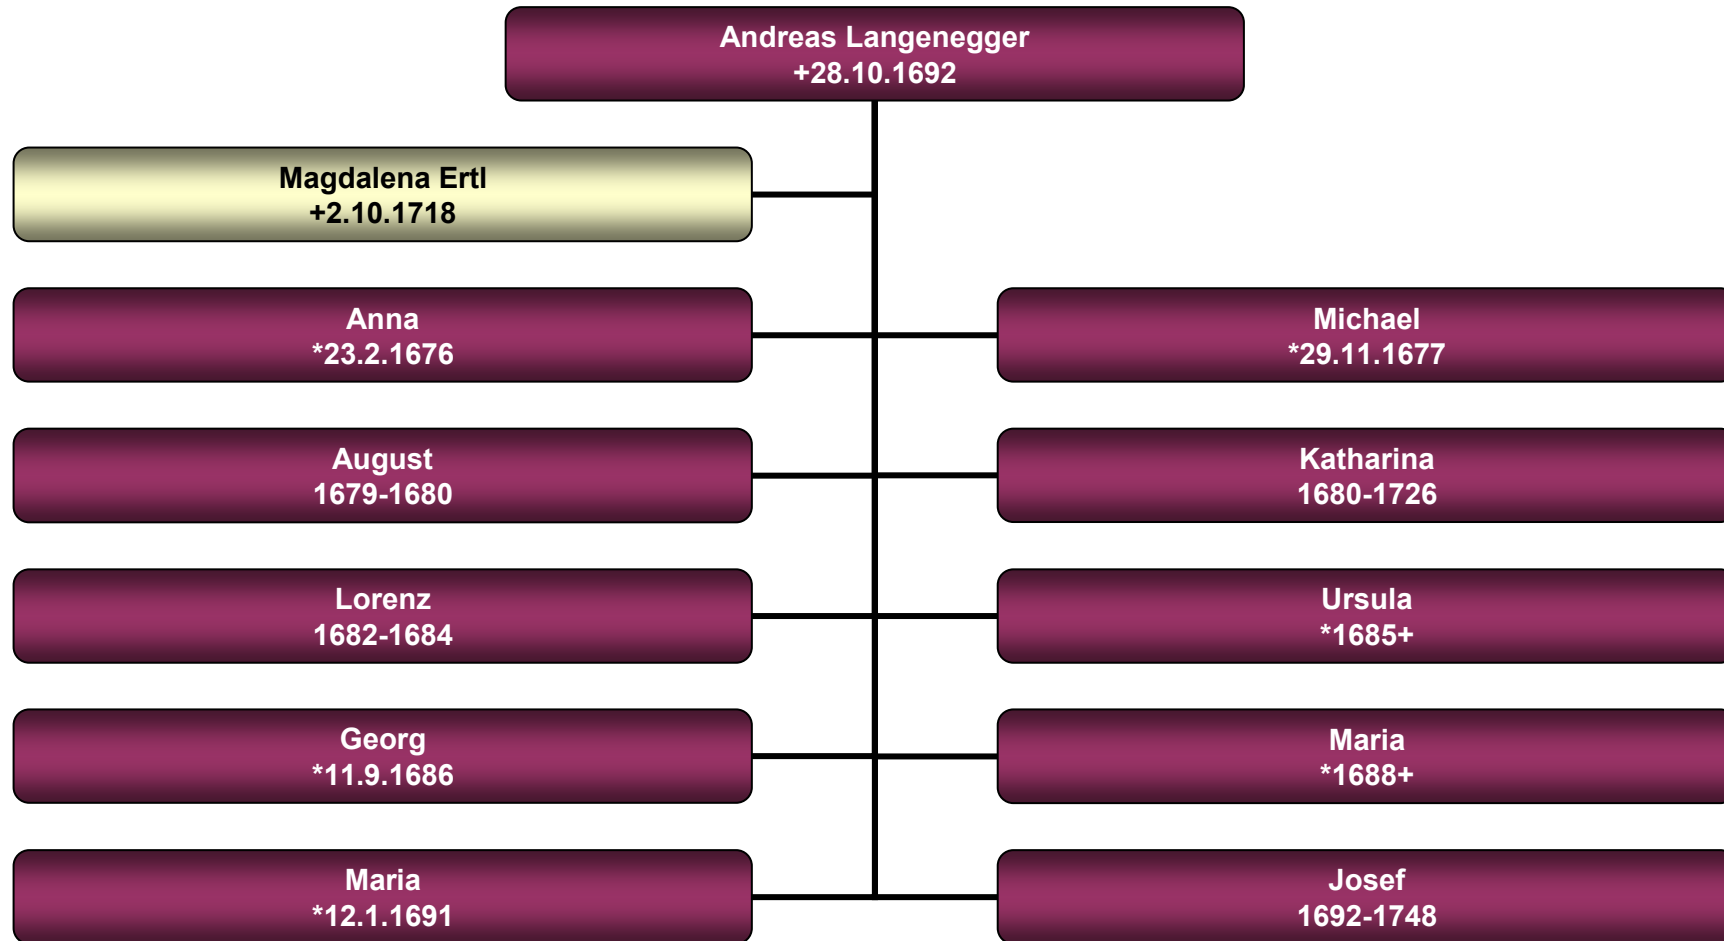 Andreas Langenegger
+28.10.1692
Magdalena Ertl
+2.10.1718
Anna
*23.2.1676
Michael
*29.11.1677
August
1679-1680
Katharina
1680-1726
Lorenz
1682-1684
Ursula
*1685+
Georg
*11.9.1686
Maria
*1688+
Maria
*12.1.1691
Josef
1692-1748